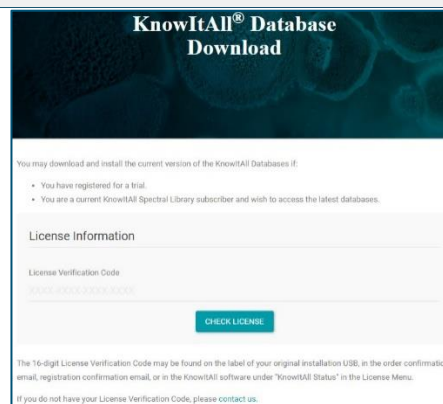 KnowItAll® Database
Download
You may download and install the current version of the KnowItAll Databases if:
• You have registered for a trial.
• You are a current KnowItAll Spectral Library subscriber and wish to access the latest databases.
License Information
License Verification Code
XXXX-XXXX-XXXX-XXXX
CHECK LICENSE
The 16-digit License Verification Code may be found on the label of your original installation USB, in the order confirmatio
email, registration confirmation email, or in the KnowItAll software under "KnowItAll Status" in the License Menu.
If you do not have your License Verification Code, please contact us.